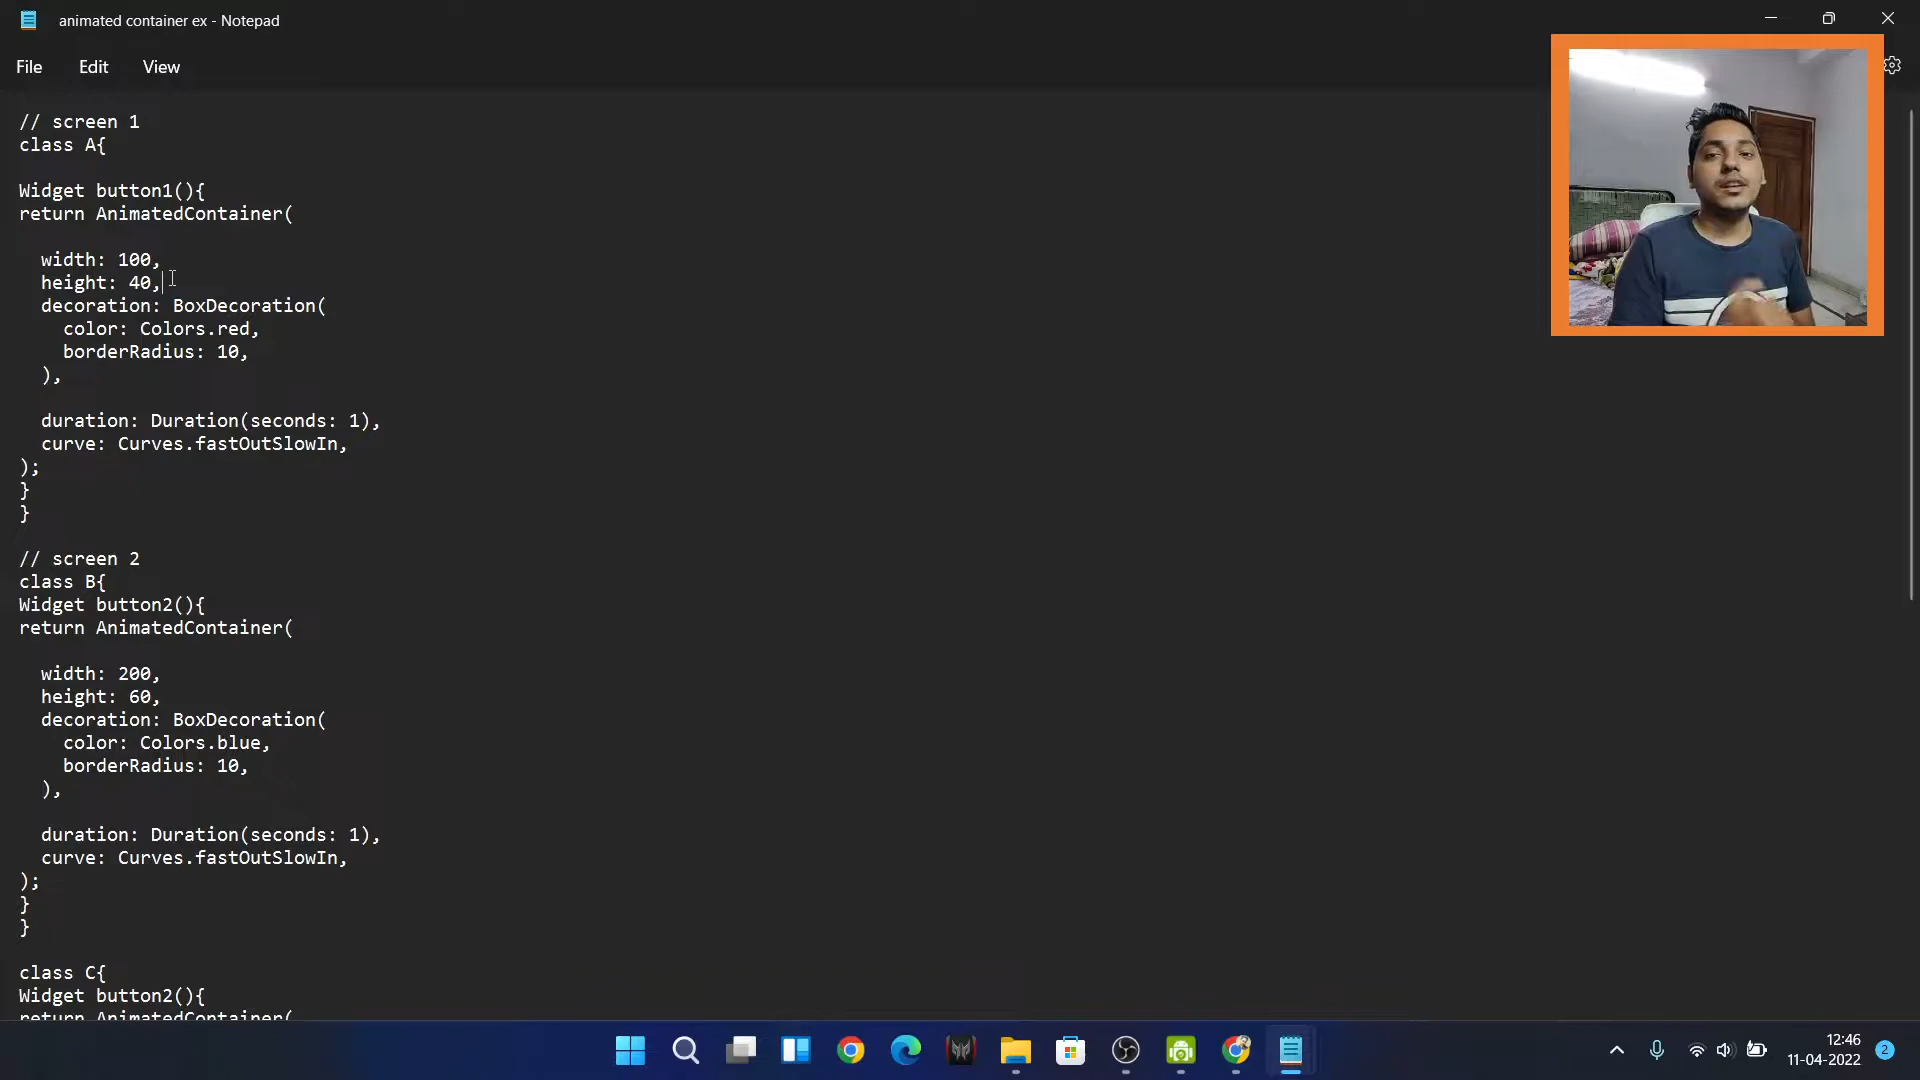 animated container ex - Notepad
File Edit View
// screen 1
class A{
Widget button1(){
return AnimatedContainer(
width: 100,
height: 40,
decoration: BoxDecoration(
color: Colors.red,
borderRadius: 10,
),
duration: Duration(seconds: 1),
curve: Curves.fastOutSlowIn,
);
}
}
// screen 2
class B{
Widget button2(){
return AnimatedContainer(
width: 200,
height: 60,
decoration: BoxDecoration(
color: Colors.blue,
borderRadius: 10,
),
duration: Duration(seconds: 1),
curve: Curves.fastOutSlowIn,
);
}
}
class C{
Widget button2(){
return AnimatedContainer(
12:46
11-04-2022
2